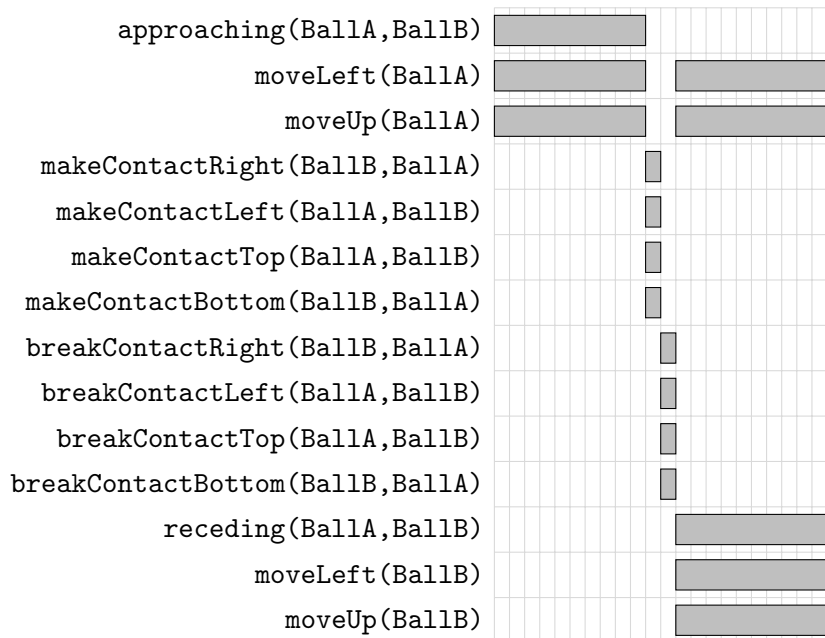 approaching(BallA,BallB)
moveLeft(BallA)
moveUp(BallA)
makeContactRight(BallB,BallA)
makeContactLeft(BallA,BallB)
makeContactTop(BallA,BallB)
makeContactBottom(BallB,BallA)
breakContactRight(BallB,BallA)
breakContactLeft(BallA,BallB)
breakContactTop(BallA,BallB)
breakContactBottom(BallB,BallA)
receding(BallA,BallB)
moveLeft(BallB)
moveUp(BallB)